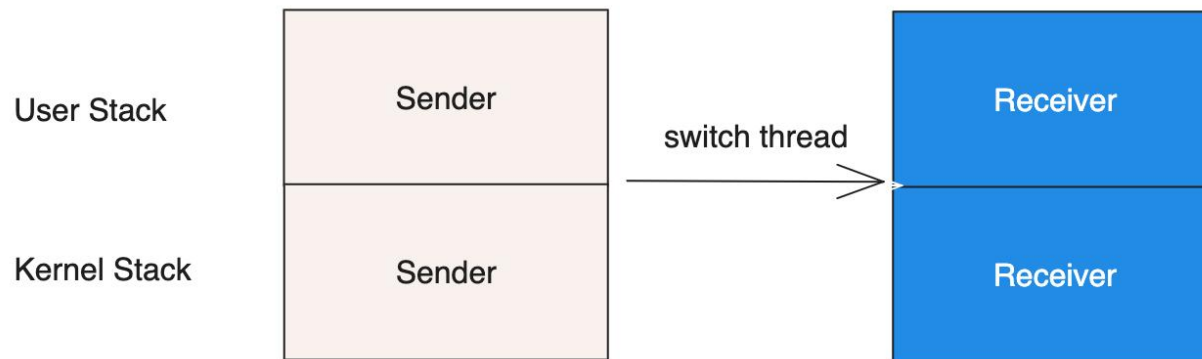 User Stack
Sender
switch thread
Receiver
Kernel Stack
Sender
Receiver